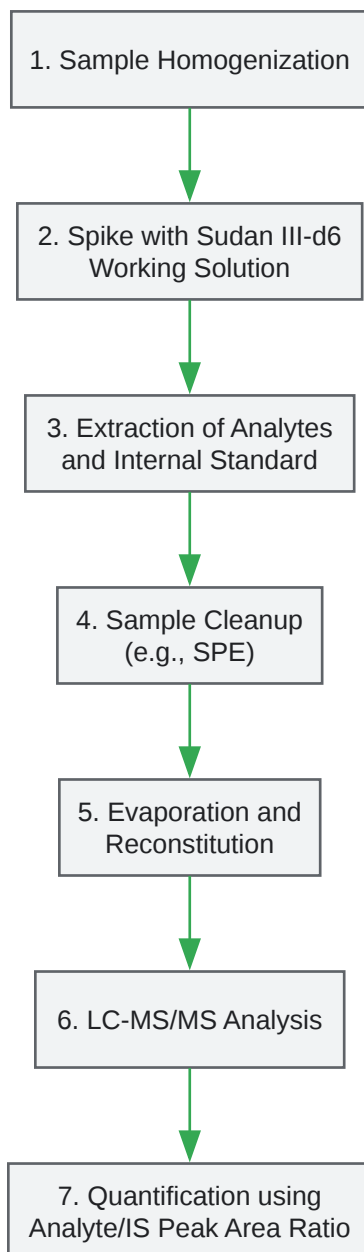 1. Sample Homogenization
2. Spike with Sudan III-d6
Working Solution
3. Extraction of Analytes
and Internal Standard
4. Sample Cleanup
(e.g., SPE)
5. Evaporation and
Reconstitution
6. LC-MS/MS Analysis
7. Quantification using
Analyte/IS Peak Area Ratio